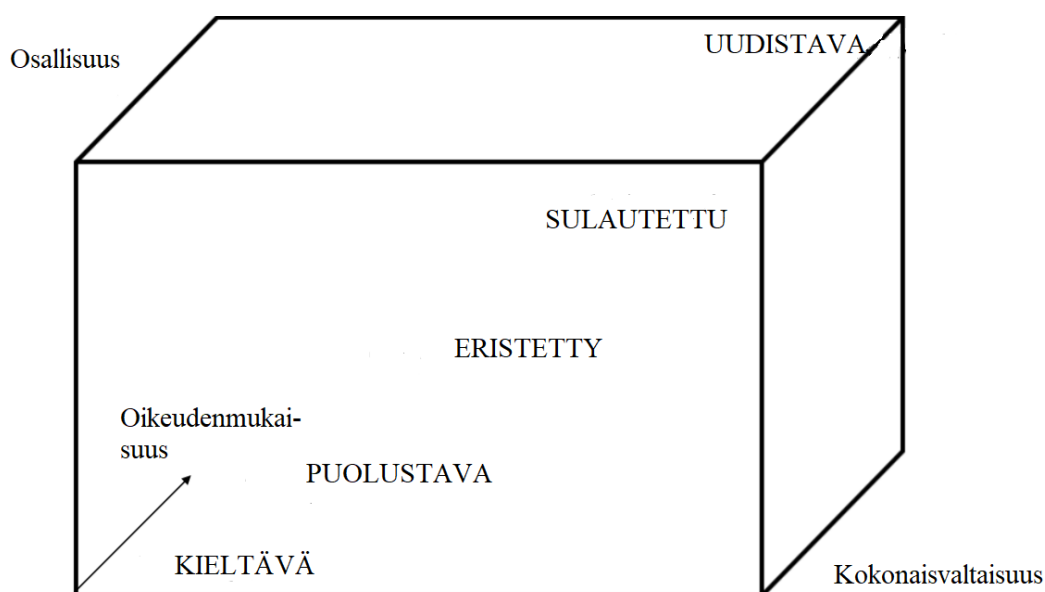 UUDISTAVA
Osallisuus
SULAUTETTU
ERISTETTY
Oikeudenmukai-
suus
PUOLUSTAVA
KIELTÄVÄ
Kokonaisvaltaisuus